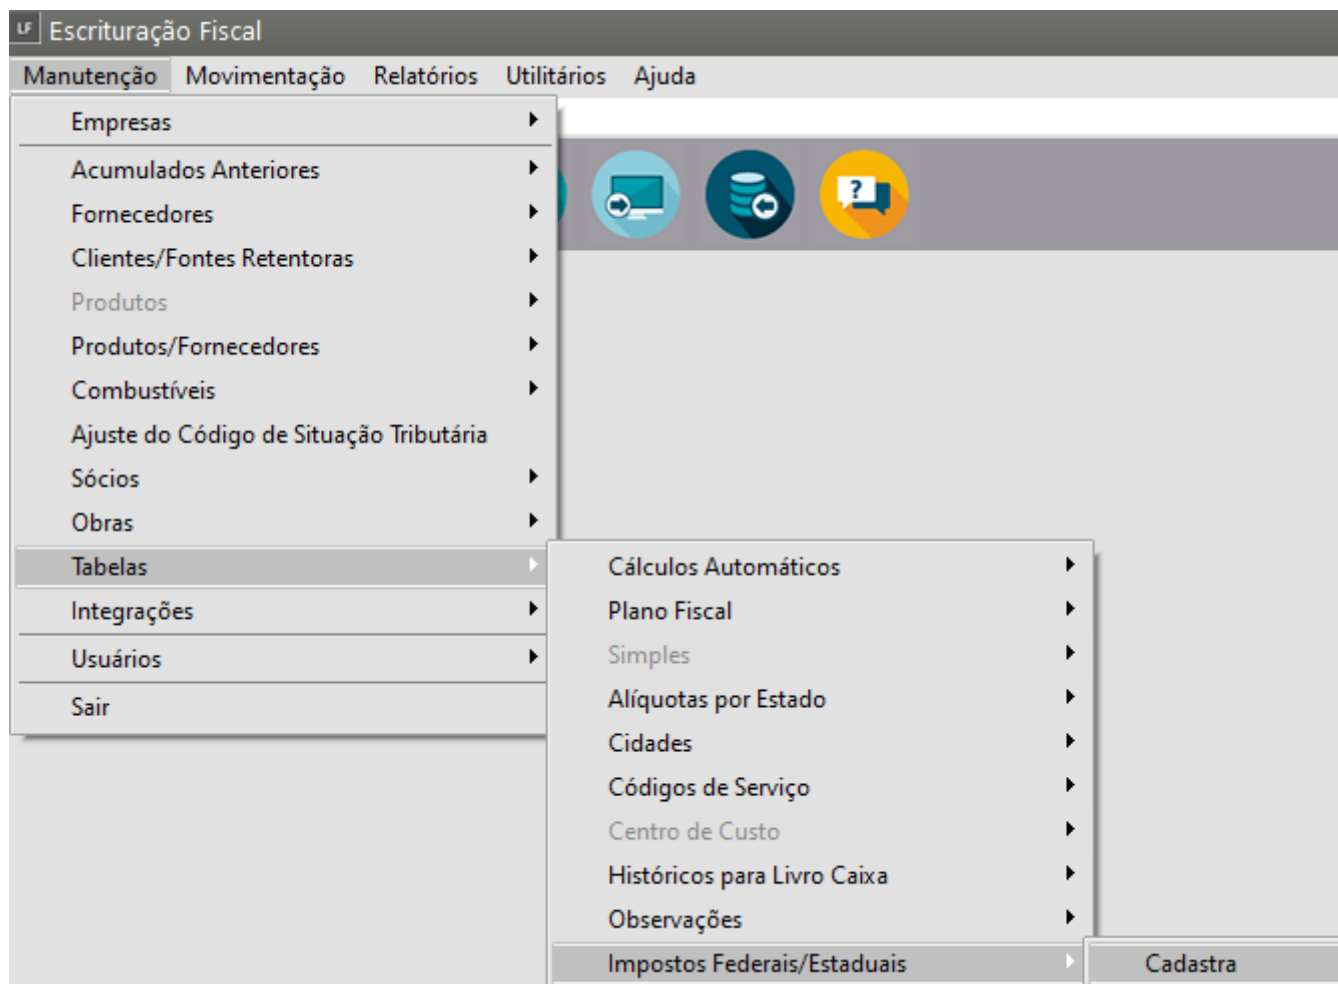 LF Escrituração Fiscal
Manutenção Movimentação Relatórios Utilitários Ajuda
Empresas
Acumulados Anteriores
Fornecedores
Clientes/Fontes Retentoras
Produtos
Produtos/Fornecedores
Combustíveis
Ajuste do Código de Situação Tributária
Sócios
Obras
Tabelas
Integrações
Usuários
Sair
?
Cálculos Automáticos
Plano Fiscal
Simples
Alíquotas por Estado
Cidades
Códigos de Serviço
Centro de Custo
Históricos para Livro Caixa
Observações
Impostos Federais/Estaduais
Cadastra